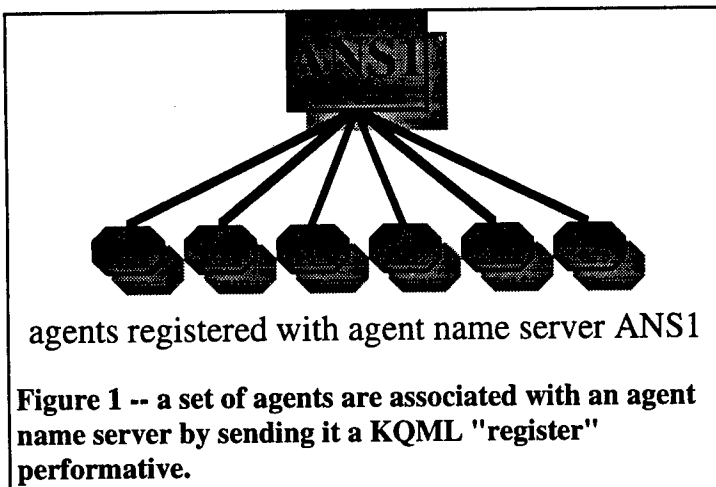 ANS1
agents registered with agent name server ANS1
Figure 1 -- a set of agents are associated with an agent
name server by sending it a KQML "register"
performative.